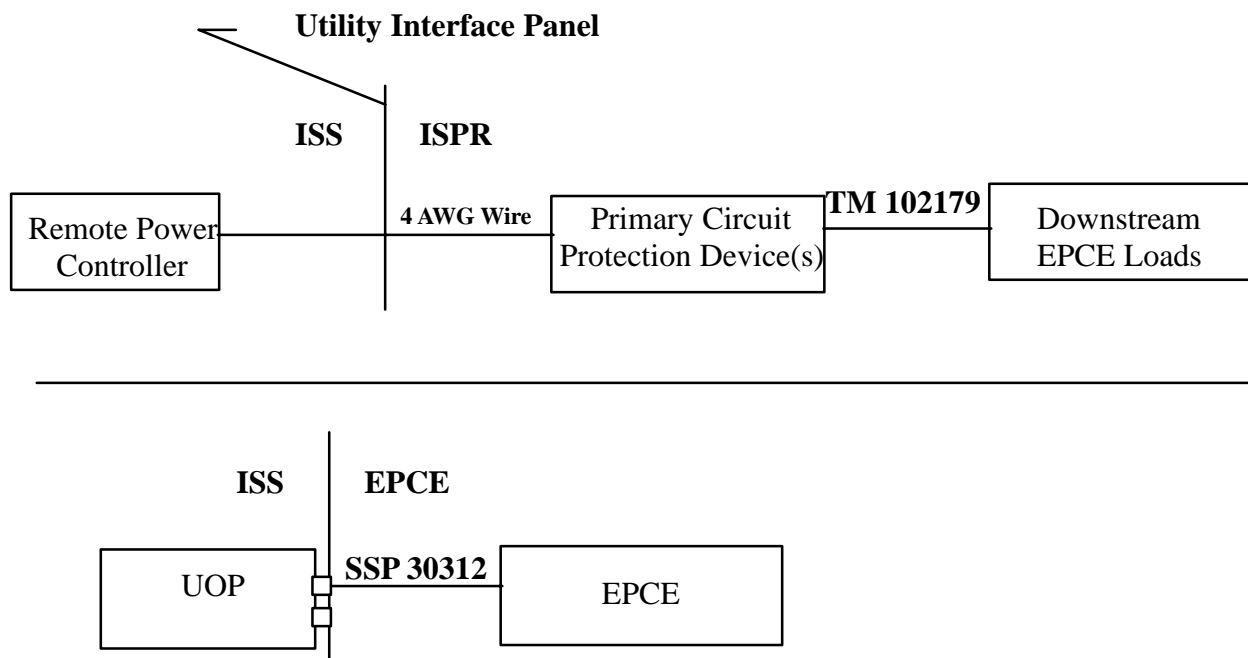 Utility Interface Panel
ISS
ISPR
Remote Power
Controller
4 AWG Wire
Primary Circuit
Protection Device(s)
TM 102179
Downstream
EPCE Loads
ISS
EPCE
UOP
SSP 30312
EPCE